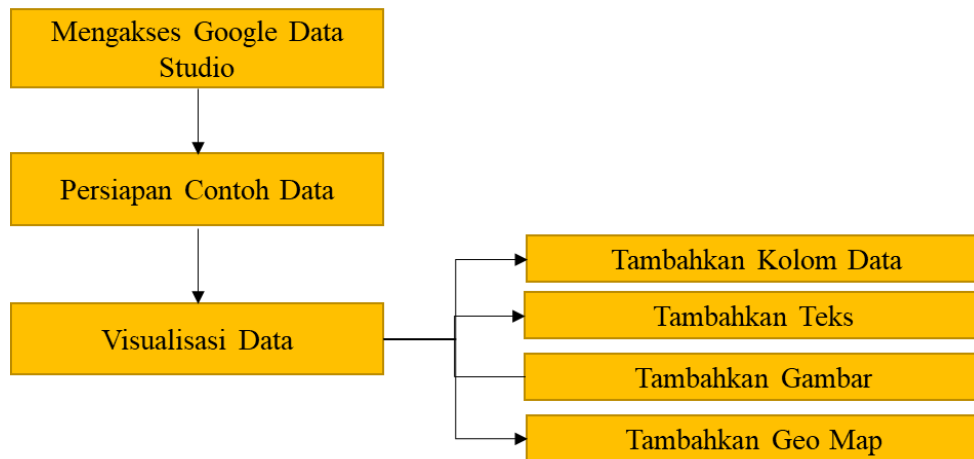 Mengakses Google Data
Studio
Persiapan Contoh Data
Visualisasi Data
Tambahkan Kolom Data
Tambahkan Teks
Tambahkan Gambar
Tambahkan Geo Map